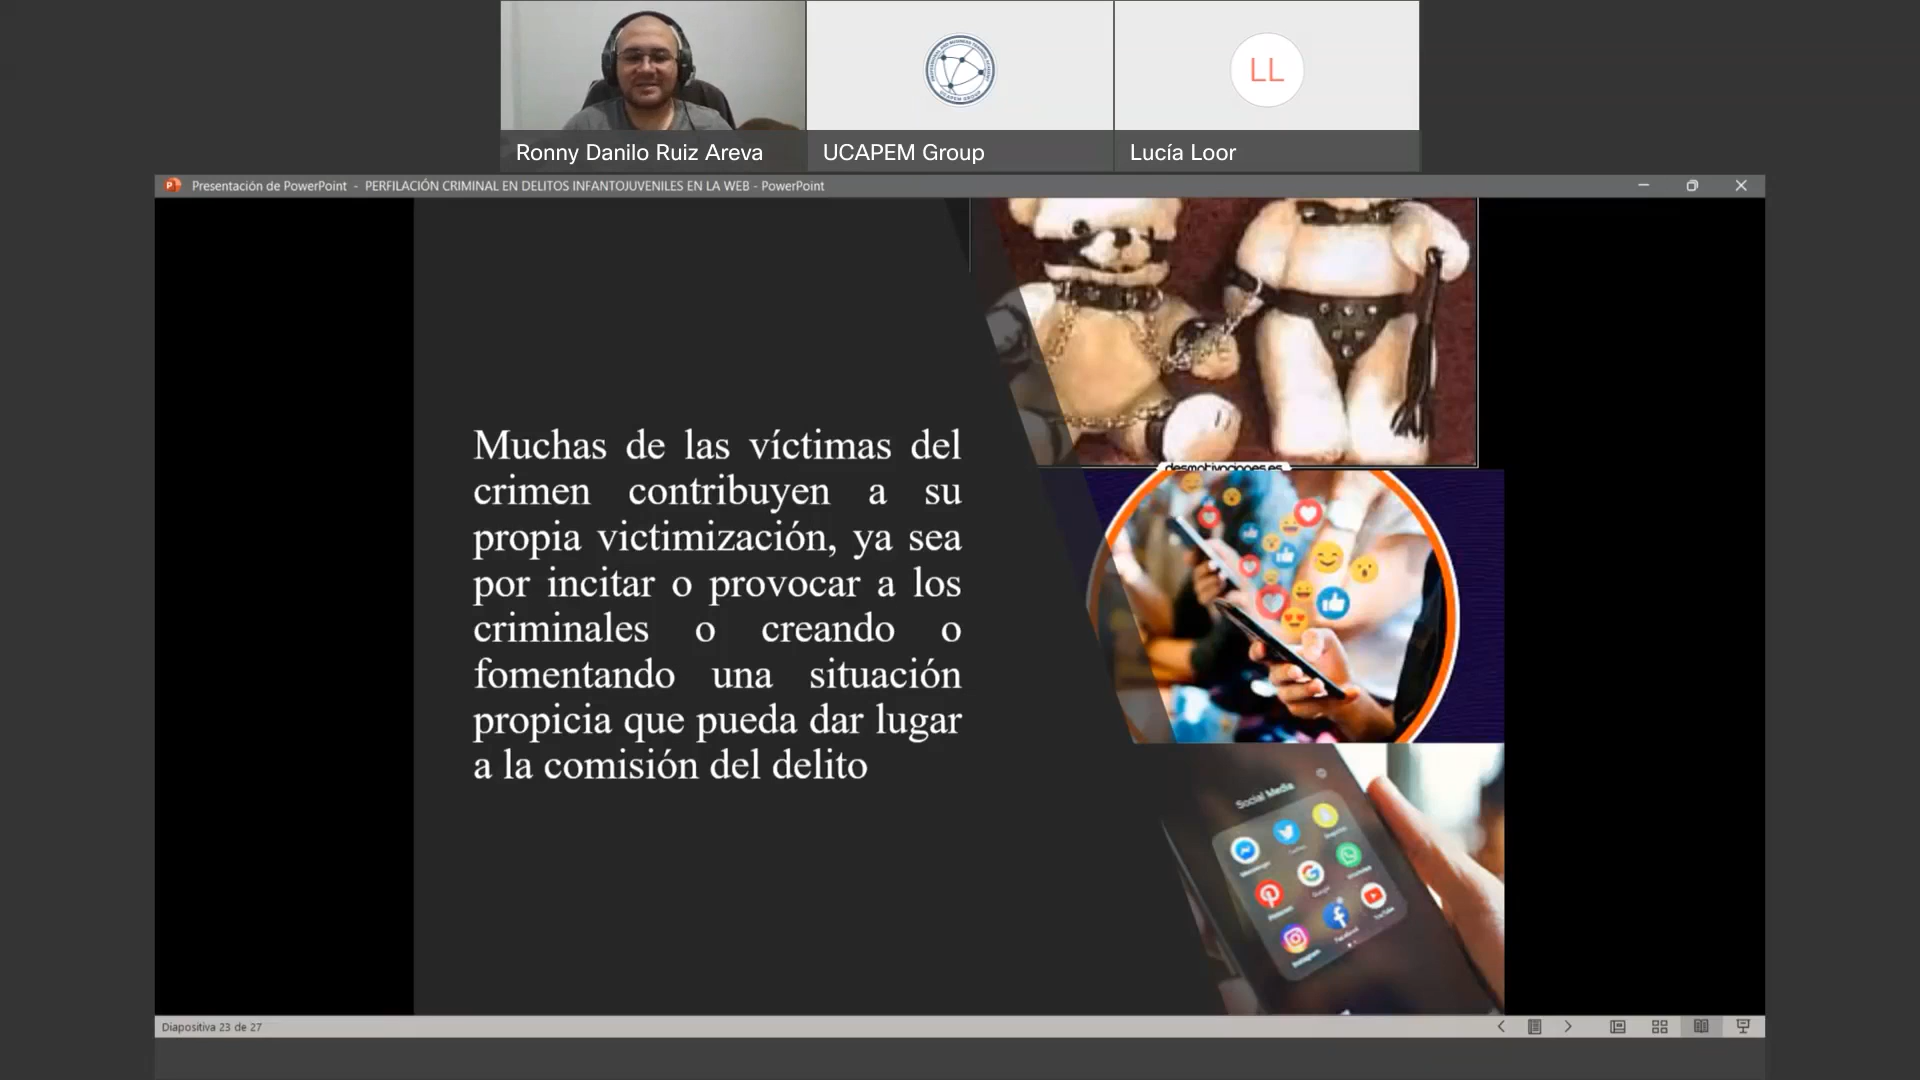 LL
Ronny Danilo Ruiz Areva
UCAPEM Group
Lucía Loor
Presentación de PowerPoint - PERFILACIÓN CRIMINAL EN DELITOS INFANTOJUVENILES EN LA WEB - PowerPoint
Muchas de las víctimas del
crimen contribuyen a su
propia victimización, ya sea
por incitar o provocar a los
criminales o creando o
fomentando una situación
propicia que pueda dar lugar
a la comisión del delito
desmotivaciones.es
Social Media
Diapositiva 23 de 27